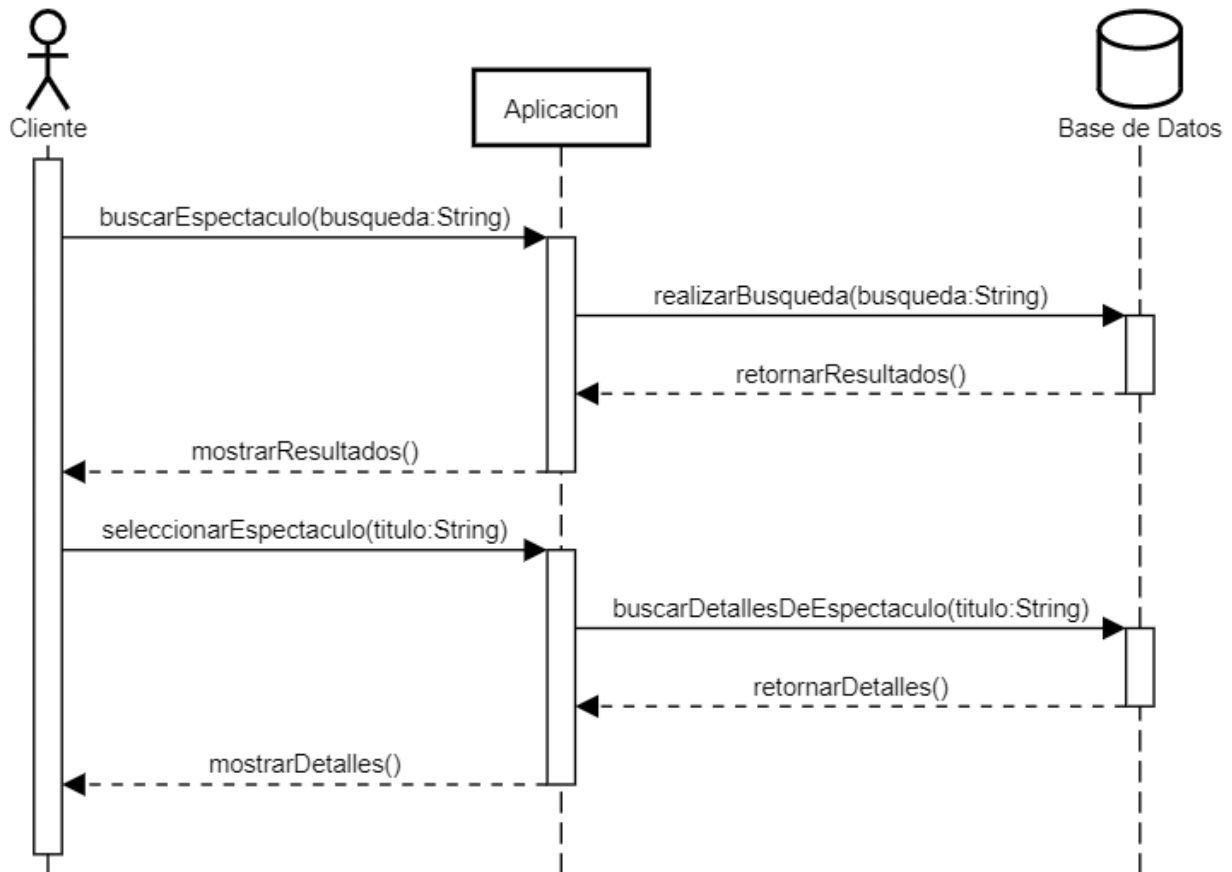 Cliente
Aplicacion
Base de Datos
buscarEspectaculo(busqueda:String)
realizarBusqueda(busqueda:String)
retornarResultados()
mostrarResultados()
seleccionarEspectaculo(titulo:String)
buscarDetallesDeEspectaculo(titulo:String)
retornarDetalles()
mostrarDetalles()